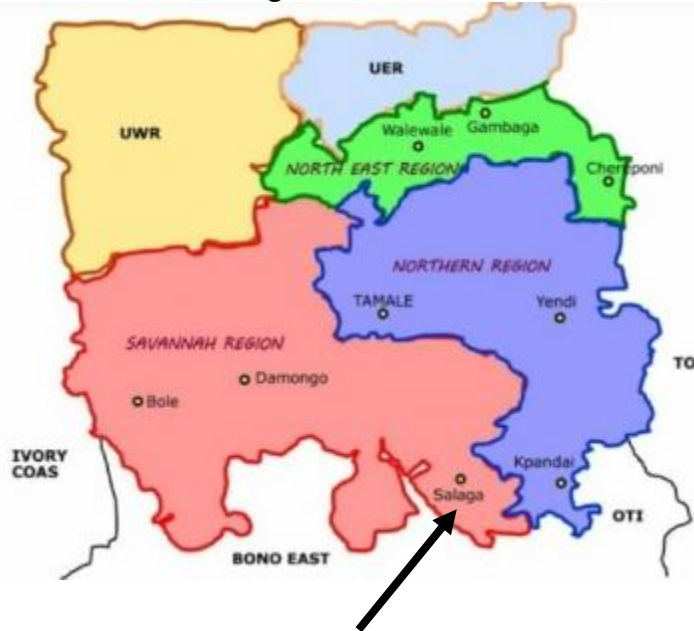 UER
UWR
Walewale
Gambaga
NORTH EAST REGION
Chereponi
NORTHERN REGION
TAMALE
Yendi
SAVANNAH REGION
Damongo
Bole
TO
IVORY
COAS
Kpandai
Salaga
OTI
BONO EAST